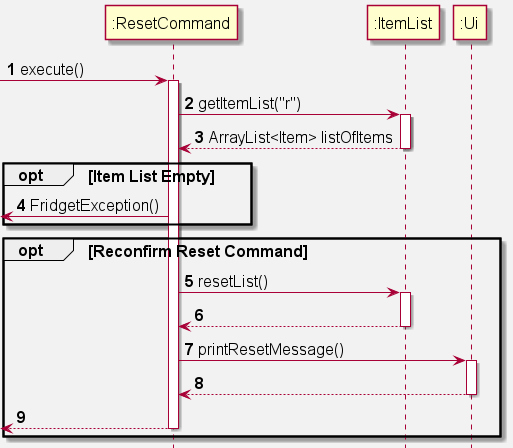 :ResetCommand :ItemList :Ui
1 execute()
2 getItemList("r")
3 ArrayList<Item> listOfItems
opt [Item List Empty]
4 FridgetException()
opt [Reconfirm Reset Command]
5 resetList()
6
7 printResetMessage()
8
9